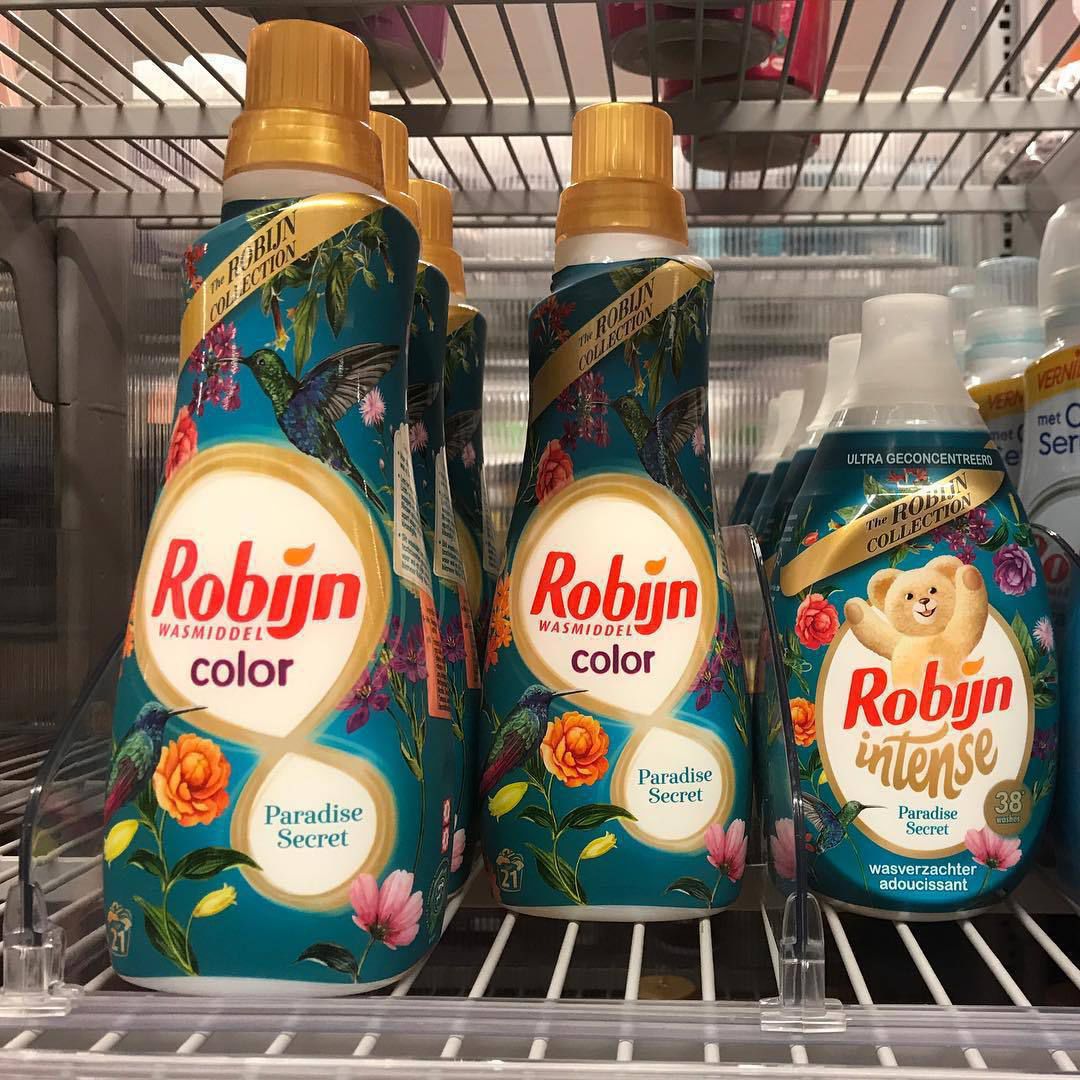 The ROBIJN
COLLECTION
Robijn
WASMIDDEL
color
Paradise
Secret
21
The ROBIJN
COLLECTION
Robijn
WASMIDDEL
color
Paradise
Secret
21
ULTRA GECONCENTREERD
The ROBIJN
COLLECTION
Robijn
intense
Paradise
Secret
38
washes
wasverzachter
adoucissant
VERNI
met
Ser